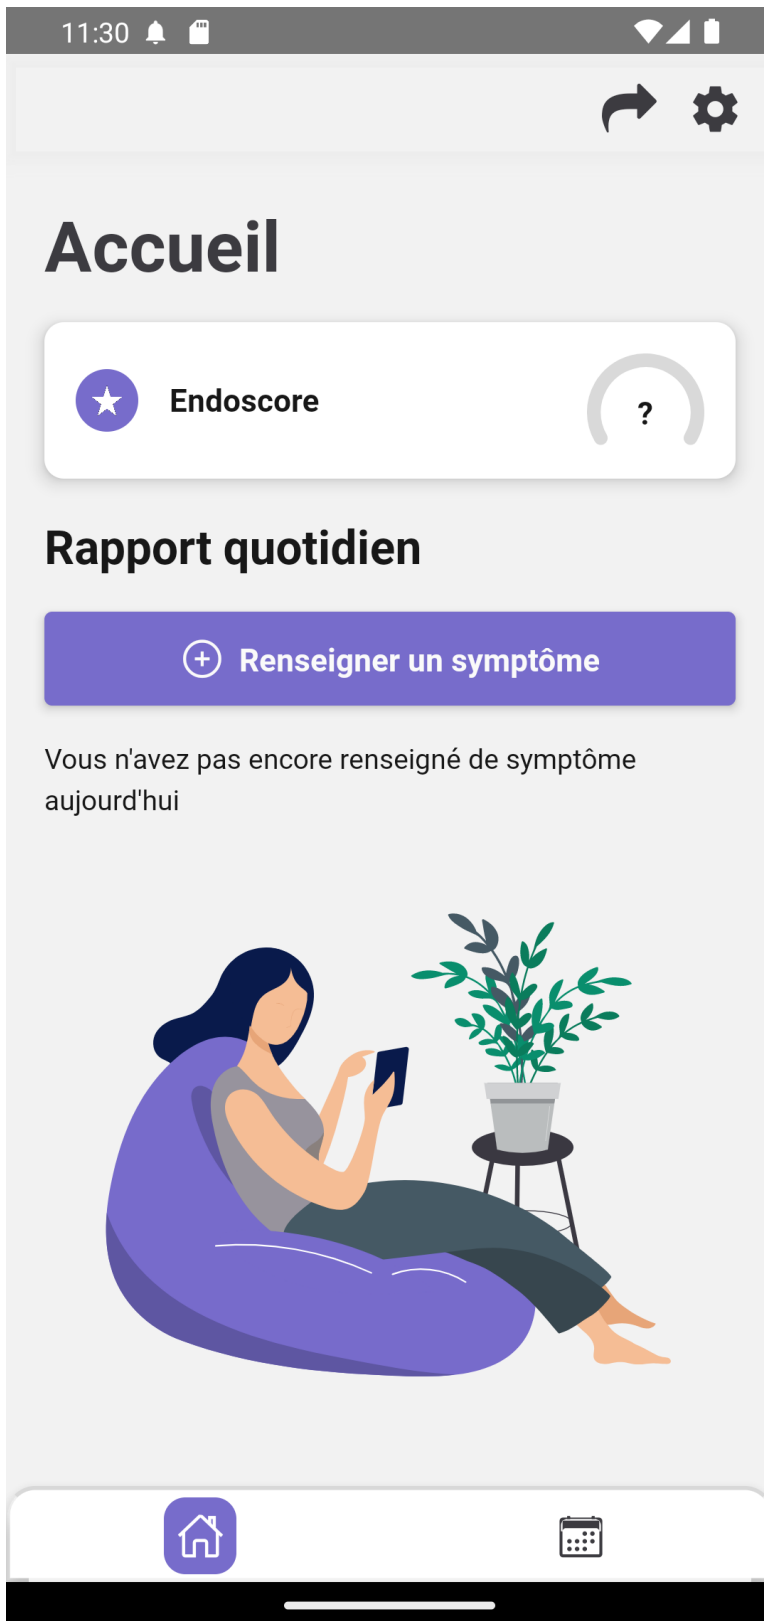 11:30
Accueil
Endoscore
?
Rapport quotidien
Renseigner un symptôme
Vous n'avez pas encore renseigné de symptôme
aujourd'hui